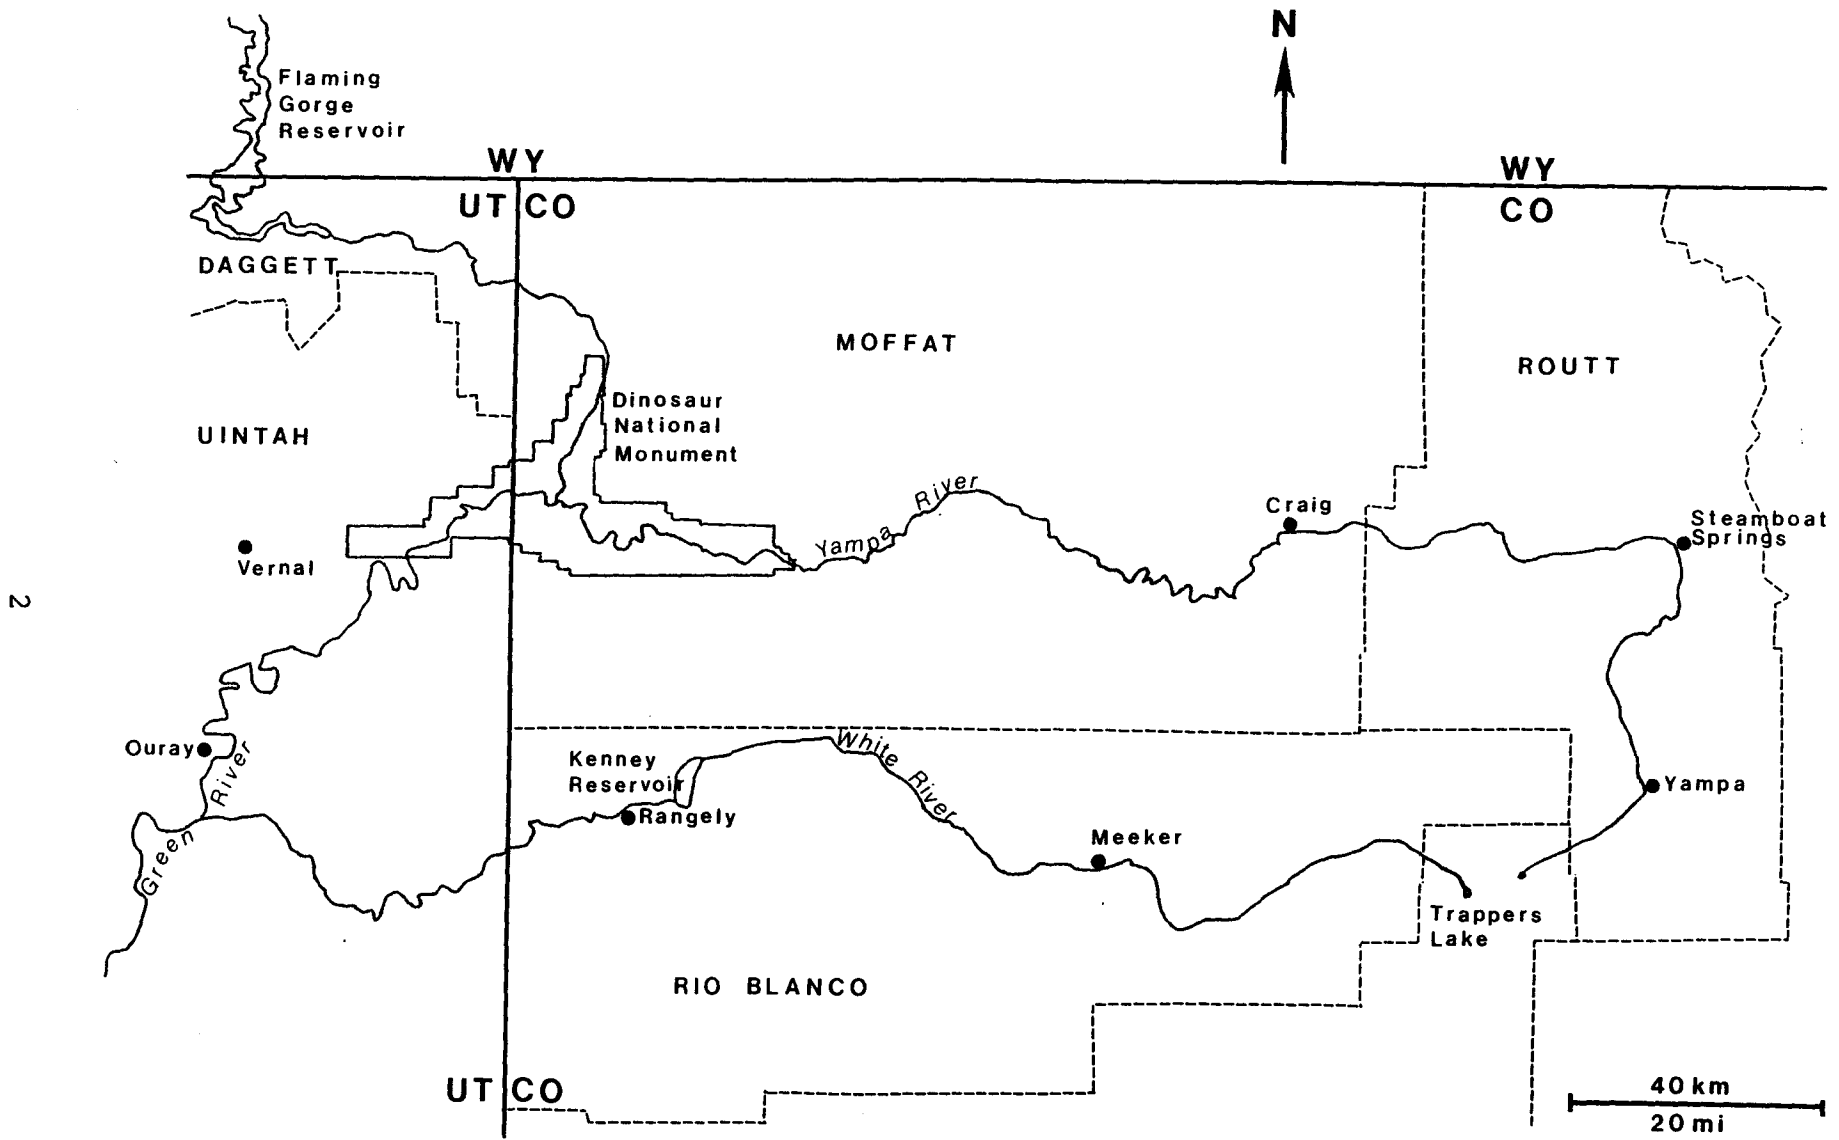 N
Flaming
Gorge
Reservoir
WY
WY
UT CO
CO
DAGGETT
MOFFAT
ROUTT
Dinosaur
National
Monument
UINTAH
Yampa River
Craig
Steamboat
Springs
Vernal
2
Ouray
Green River
Kenney
Reservoir
Rangely
White River
Yampa
Meeker
Trappers
Lake
RIO BLANCO
UT CO
40 km
20 mi